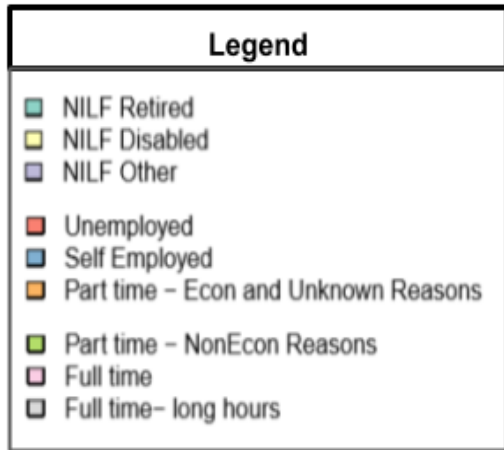 Legend
NILF Retired
NILF Disabled
NILF Other
Unemployed
Self Employed
Part time – Econ and Unknown Reasons
Part time – NonEcon Reasons
Full time
Full time– long hours